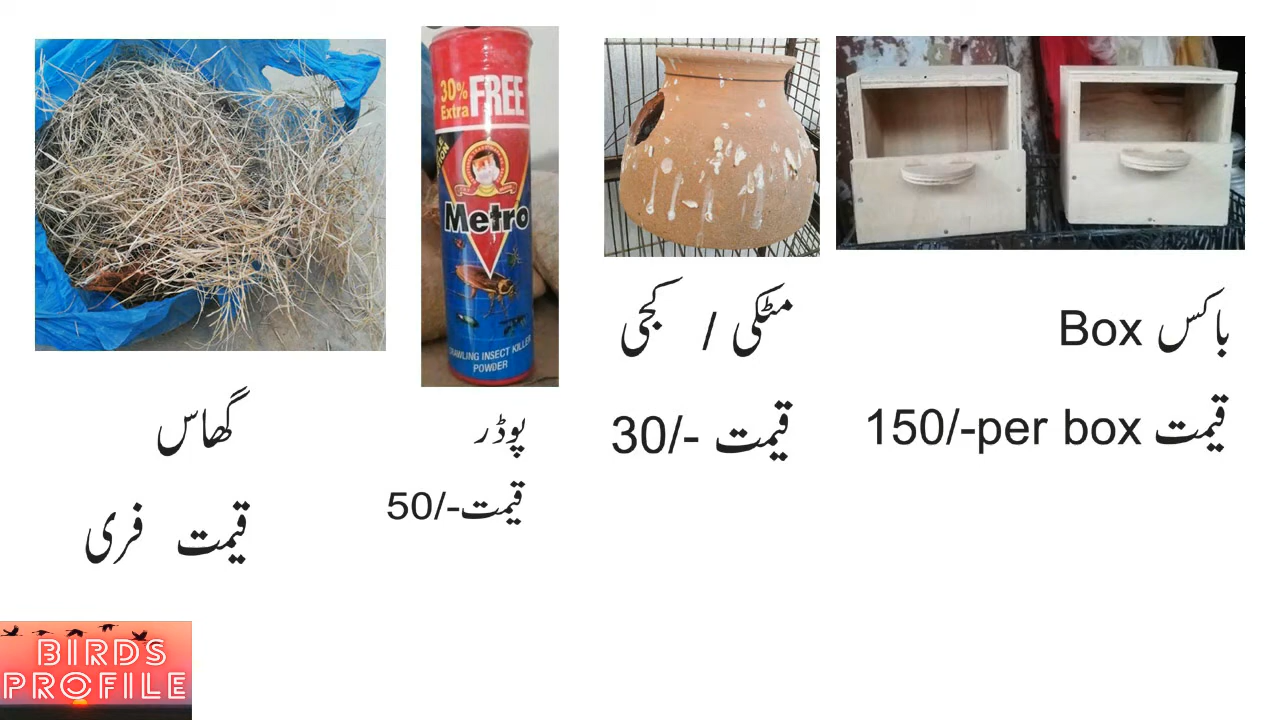 30%
Extra FREE
Metro
CRAWLING INSECT KILLER
POWDER
باکس Box
قیمت 150/-per box
مٹکی / کجی
قیمت 30/-
پوڈر
قیمت-/50
گھاس
قیمت فری
BIRDS
PROFILE